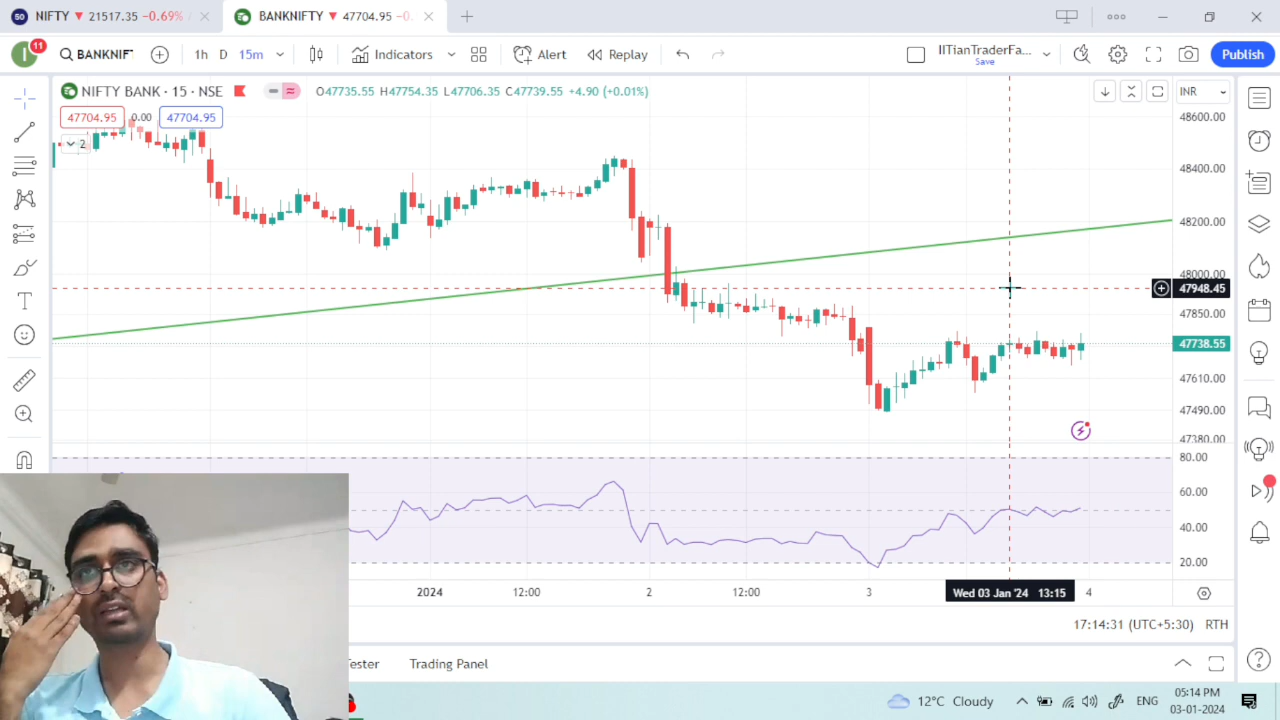 50 NIFTY ▼ 21517.35 −0.69%
BANKNIFTY ▼ 47704.95 −0.
11
I
BANKNIF
1h D 15m
Indicators
Alert
Replay
IITianTraderFa...
Save
Publish
NIFTY BANK · 15 · NSE
O47735.55 H47754.35 L47706.35 C47739.55 +4.90 (+0.01%)
INR
47704.95 0.00 47704.95
2
T
48600.00
48400.00
48200.00
48000.00
47948.45
47850.00
47738.55
47610.00
47490.00
47380.00
80.00
60.00
40.00
20.00
2024 12:00 2 12:00 3 Wed 03 Jan '24 13:15 4
17:14:31 (UTC+5:30) RTH
Tester Trading Panel
12°C Cloudy
ENG
05:14 PM
03-01-2024